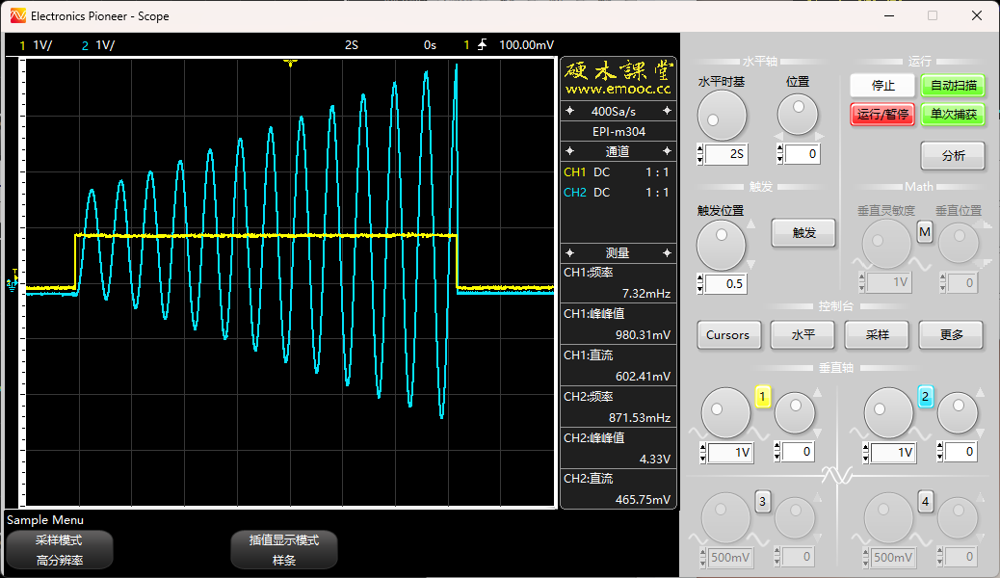 Electronics Pioneer - Scope
1 1V/ 2 1V/ 2S 0s 1 100.00mV
硬木課堂
www.emooc.cc
400Sa/s
EPI-m304
通道
CH1 DC 1 : 1
CH2 DC 1 : 1
测量
CH1:频率
7.32mHz
CH1:峰峰值
980.31mV
CH1:直流
602.41mV
CH2:频率
871.53mHz
CH2:峰峰值
4.33V
CH2:直流
465.75mV
T
Sample Menu
采样模式
高分辨率
插值显示模式
样条
水平轴
水平时基 位置
2S 0
运行
停止 自动扫描
运行/暂停 单次捕获
分析
触发
触发位置
触发
0.5
Math
垂直灵敏度 垂直位置
M
1V 0
控制台
Cursors 水平 采样 更多
垂直轴
1 2
1V 0 1V 0
3 4
500mV 0 500mV 0